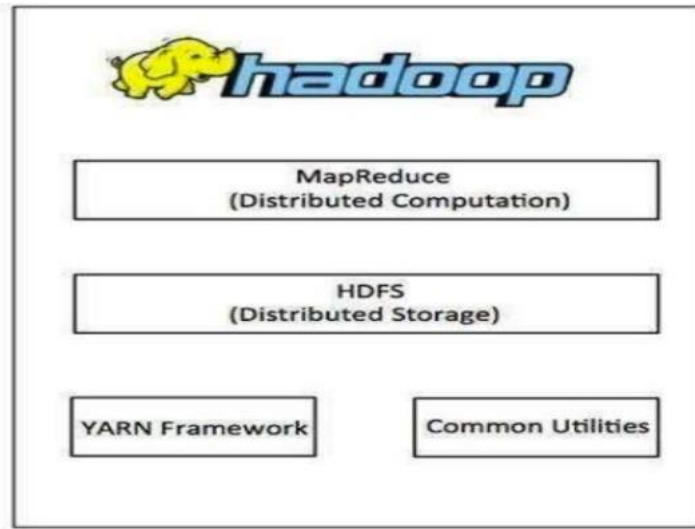 hadoop
MapReduce
(Distributed Computation)
HDFS
(Distributed Storage)
YARN Framework
Common Utilities